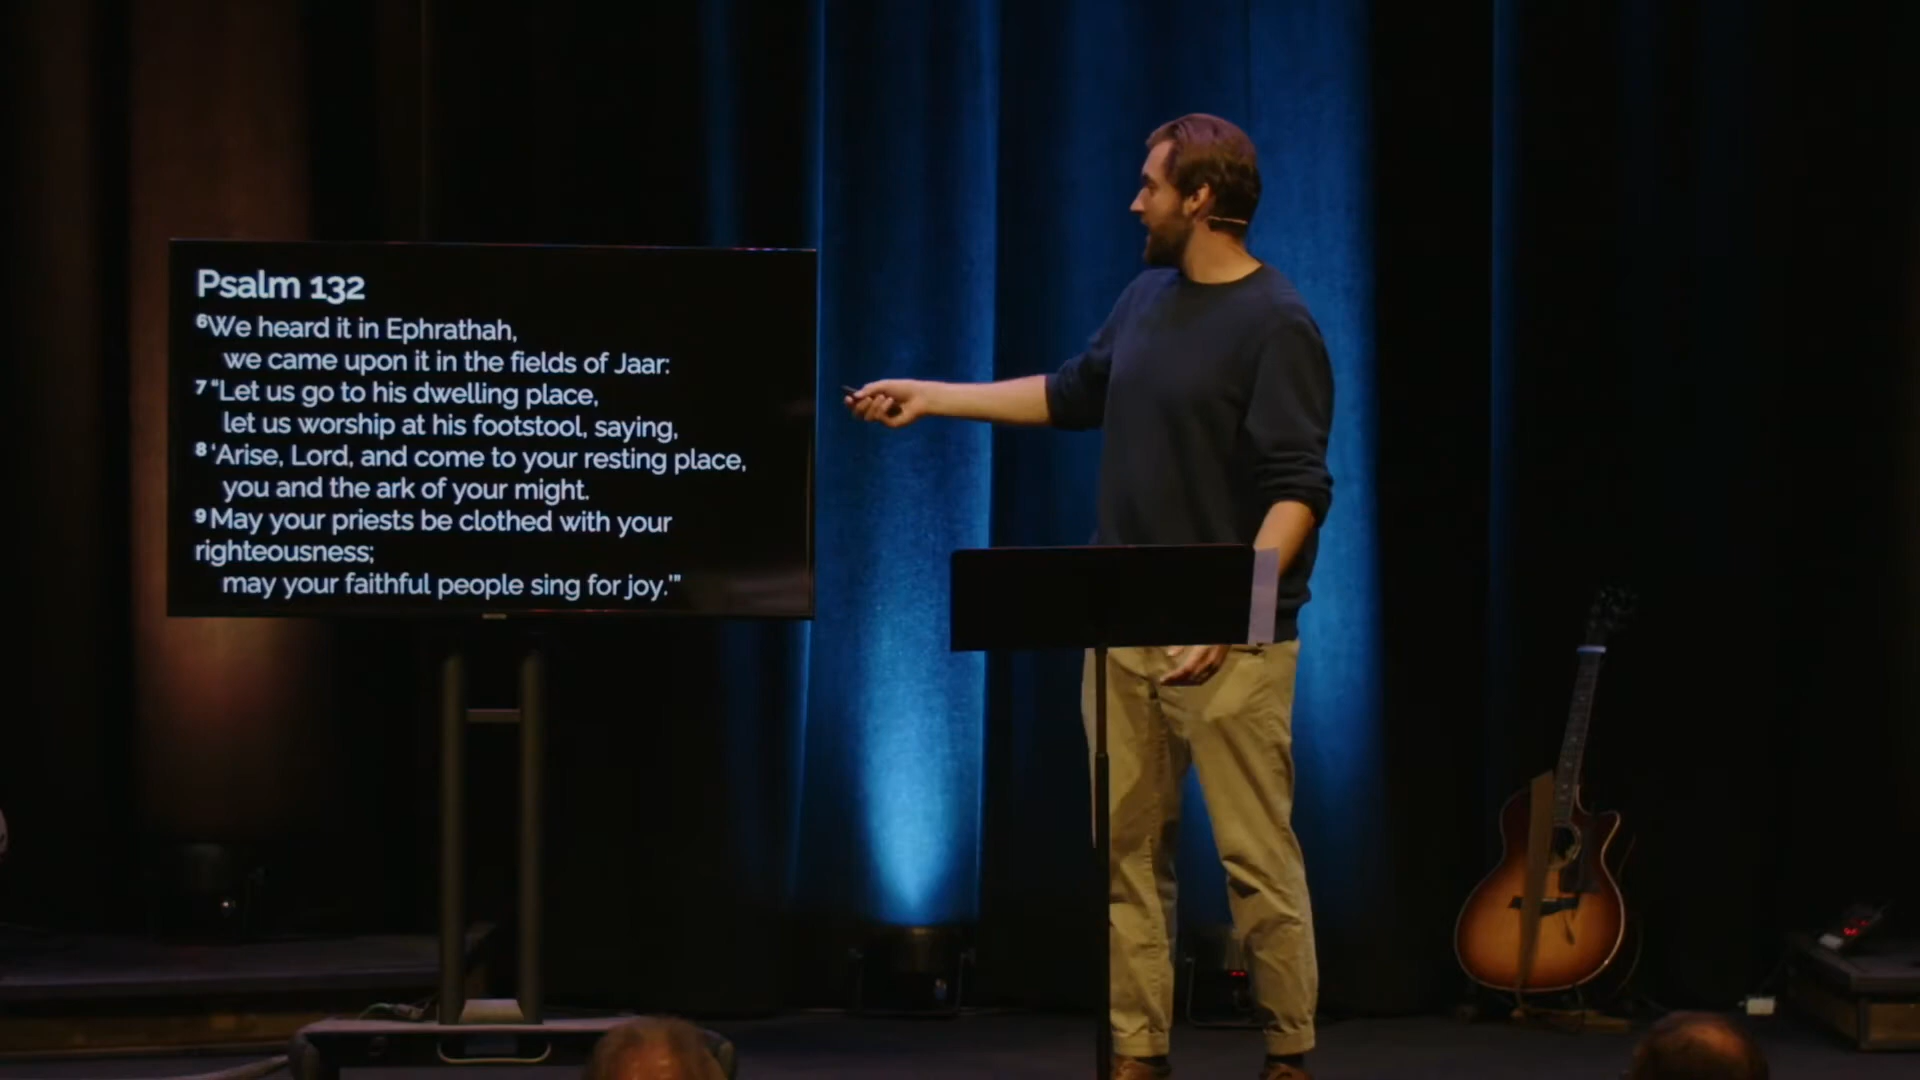 Psalm 132
⁶We heard it in Ephrathah,
we came upon it in the fields of Jaar:
⁷ “Let us go to his dwelling place,
let us worship at his footstool, saying,
⁸ ‘Arise, Lord, and come to your resting place,
you and the ark of your might.
⁹ May your priests be clothed with your
righteousness;
may your faithful people sing for joy.’”